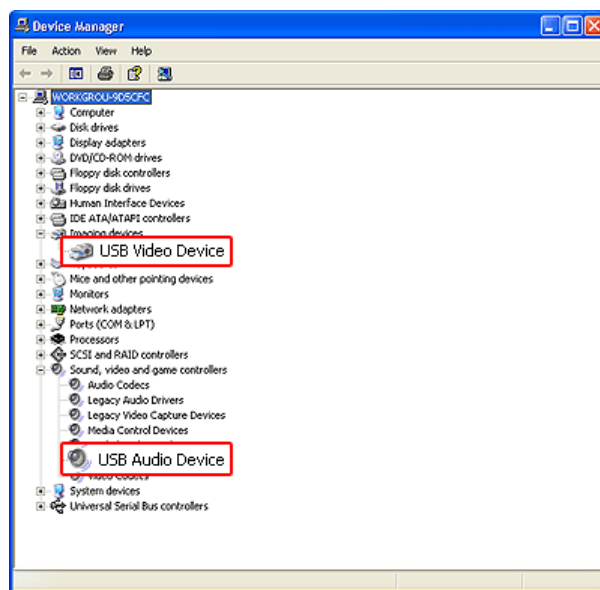 Device Manager
File Action View Help
WORKGROU-9D5CFC
Computer
Disk drives
Display adapters
DVD/CD-ROM drives
Floppy disk controllers
Floppy disk drives
Human Interface Devices
IDE ATA/ATAPI controllers
Imaging devices
USB Video Device
Mice and other pointing devices
Monitors
Network adapters
Ports (COM & LPT)
Processors
SCSI and RAID controllers
Sound, video and game controllers
Audio Codecs
Legacy Audio Drivers
Legacy Video Capture Devices
Media Control Devices
USB Audio Device
Video Codecs
System devices
Universal Serial Bus controllers